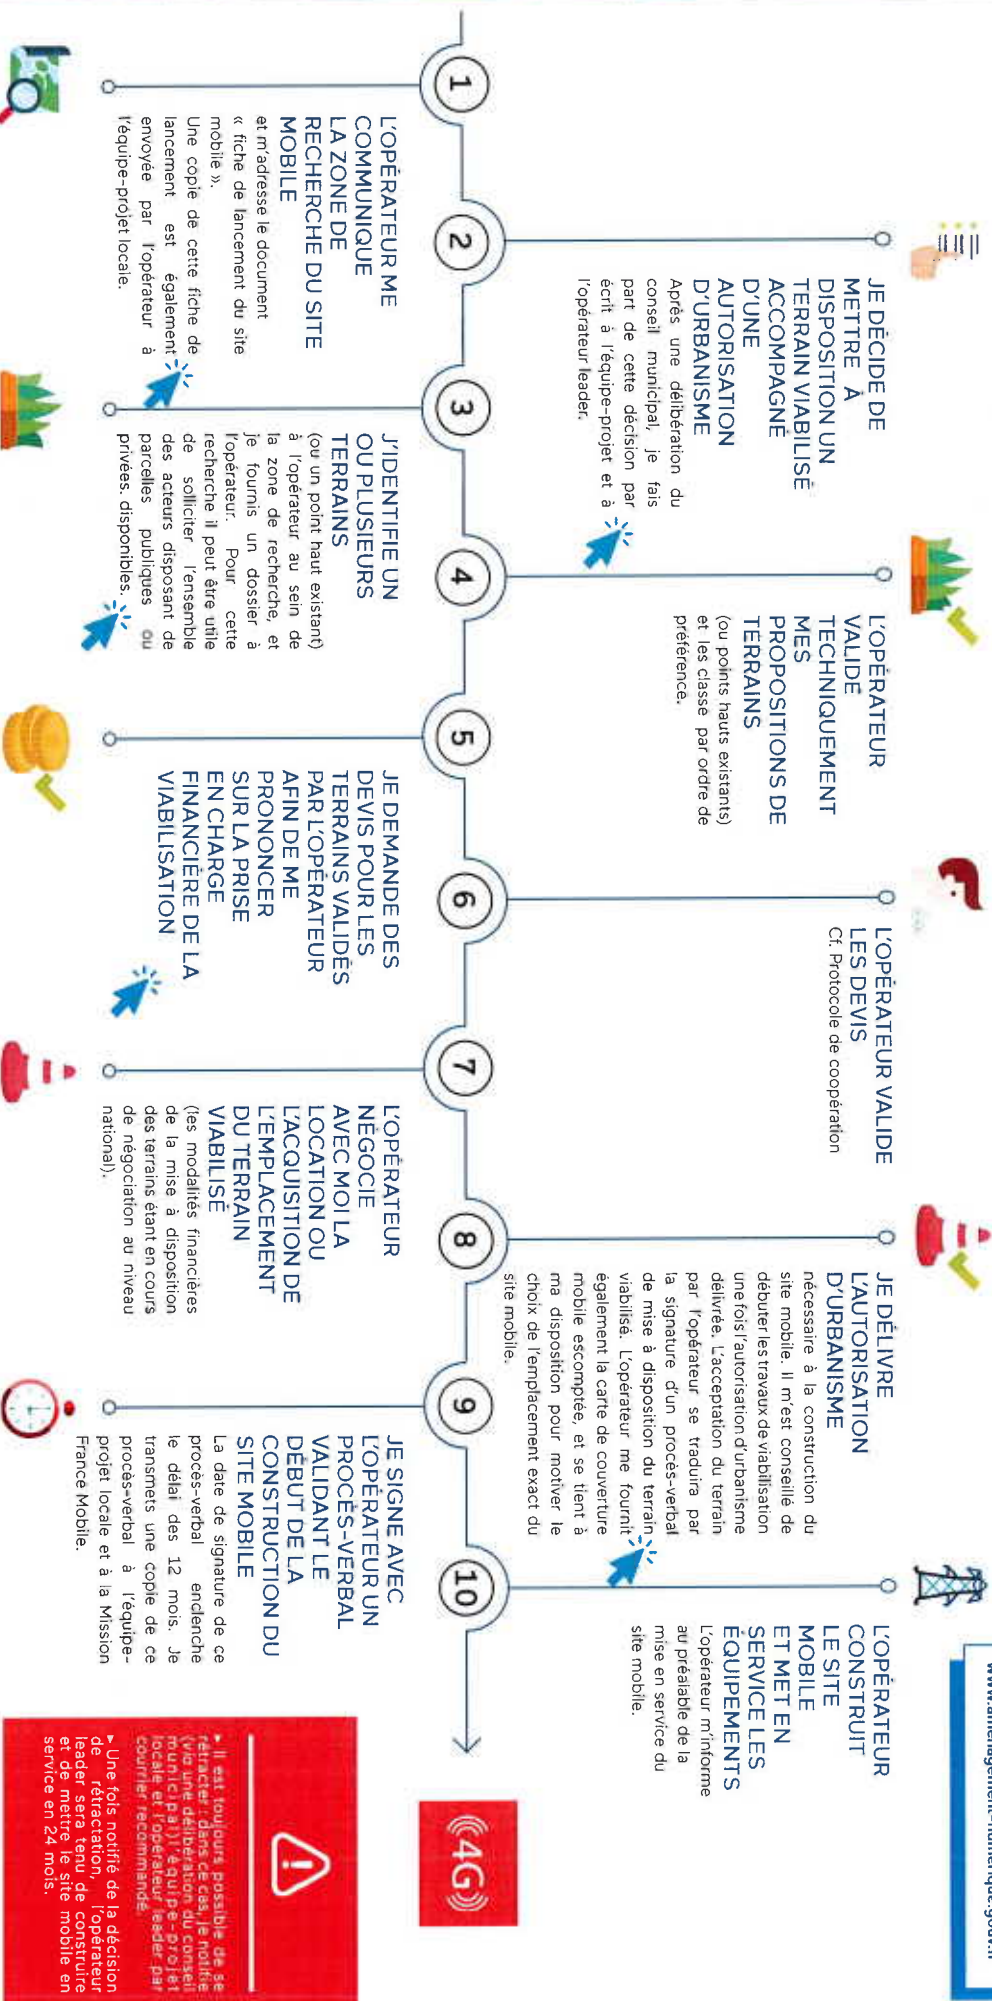 www.amenagement-numerique.gouv.fr
1
L'OPÉRATEUR ME
COMMUNIQUE
LA ZONE DE
RECHERCHE DU SITE
MOBILE
et m'adresse le document
« fiche de lancement du site
mobile ».
Une copie de cette fiche de
lancement est également
envoyée par l'opérateur à
l'équipe-projet locale.
2
JE DÉCIDE DE
METTRE À
DISPOSITION UN
TERRAIN VIABILISÉ
ACCOMPAGNÉ
D'UNE
AUTORISATION
D'URBANISME
Après une délibération du
conseil municipal, je fais
part de cette décision par
écrit à l'équipe-projet et à
l'opérateur leader.
3
J'IDENTIFIE UN
OU PLUSIEURS
TERRAINS
(ou un point haut existant)
à l'opérateur au sein de
la zone de recherche, et
je fournis un dossier à
l'opérateur. Pour cette
recherche il peut être utile
de solliciter l'ensemble
des acteurs disposant de
parcelles publiques ou
privées. disponibles.
4
L'OPÉRATEUR
VALIDE
TECHNIQUEMENT
MES
PROPOSITIONS DE
TERRAINS
(ou points hauts existants)
et les classe par ordre de
préférence.
5
JE DEMANDE DES
DEVIS POUR LES
TERRAINS VALIDÉS
PAR L'OPÉRATEUR
AFIN DE ME
PRONONCER
SUR LA PRISE
EN CHARGE
FINANCIÈRE DE LA
VIABILISATION
6
L'OPÉRATEUR VALIDE
LES DEVIS
Cf. Protocole de coopération
7
L'OPÉRATEUR
NÉGOCIE
AVEC MOI LA
LOCATION OU
L'ACQUISITION DE
L'EMPLACEMENT
DU TERRAIN
VIABILISÉ
(les modalités financières
de la mise à disposition
des terrains étant en cours
de négociation au niveau
national).
8
JE DÉLIVRE
L'AUTORISATION
D'URBANISME
nécessaire à la construction du
site mobile. Il m'est conseillé de
débuter les travaux de viabilisation
une fois l'autorisation d'urbanisme
délivrée. L'acceptation du terrain
par l'opérateur se traduira par
la signature d'un procès-verbal
de mise à disposition du terrain
viabilisé. L'opérateur me fournit
également la carte de couverture
mobile escomptée, et se tient à
ma disposition pour motiver le
choix de l'emplacement exact du
site mobile.
9
JE SIGNE AVEC
L'OPÉRATEUR UN
PROCÈS-VERBAL
VALIDANT LE
DÉBUT DE LA
CONSTRUCTION DU
SITE MOBILE
La date de signature de ce
procès-verbal enclenche
le délai des 12 mois. Je
transmets une copie de ce
procès-verbal à l'équipe-
projet locale et à la Mission
France Mobile.
10
L'OPÉRATEUR
CONSTRUIT
LE SITE
MOBILE
ET MET EN
SERVICE LES
ÉQUIPEMENTS
L'opérateur m'informe
au préalable de la
mise en service du
site mobile.
4G
!
► Il est toujours possible de se
rétracter : dans ce cas, je notifie
(via une délibération du conseil
municipal) l'équipe-projet
locale et l'opérateur leader par
courrier recommandé.
► Une fois notifié de la décision
de rétractation, l'opérateur
leader sera tenu de construire
et de mettre le site mobile en
service en 24 mois.